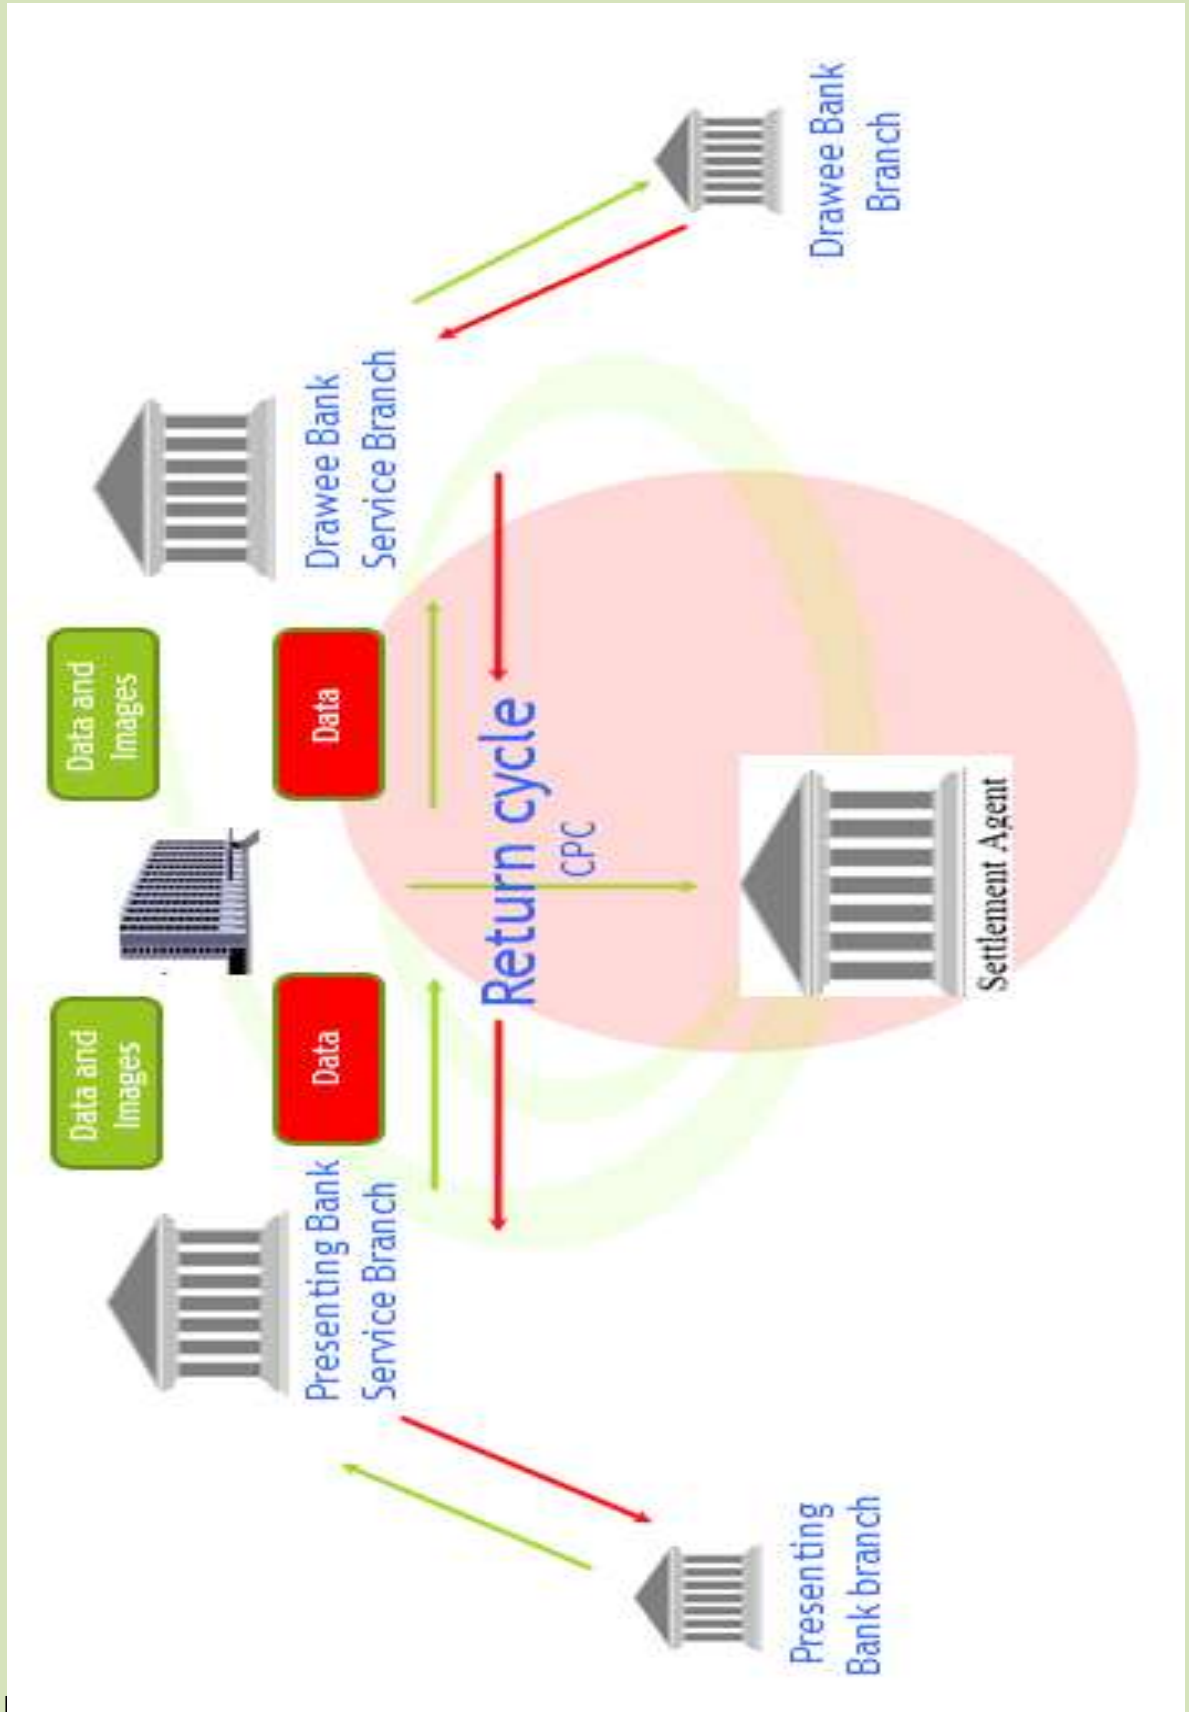 Data and
Images
Data and
Images
Data
Data
Presenting Bank
Service Branch
Drawee Bank
Service Branch
Return cycle
CPC
Presenting
Bank branch
Drawee Bank
Branch
Settlement Agent